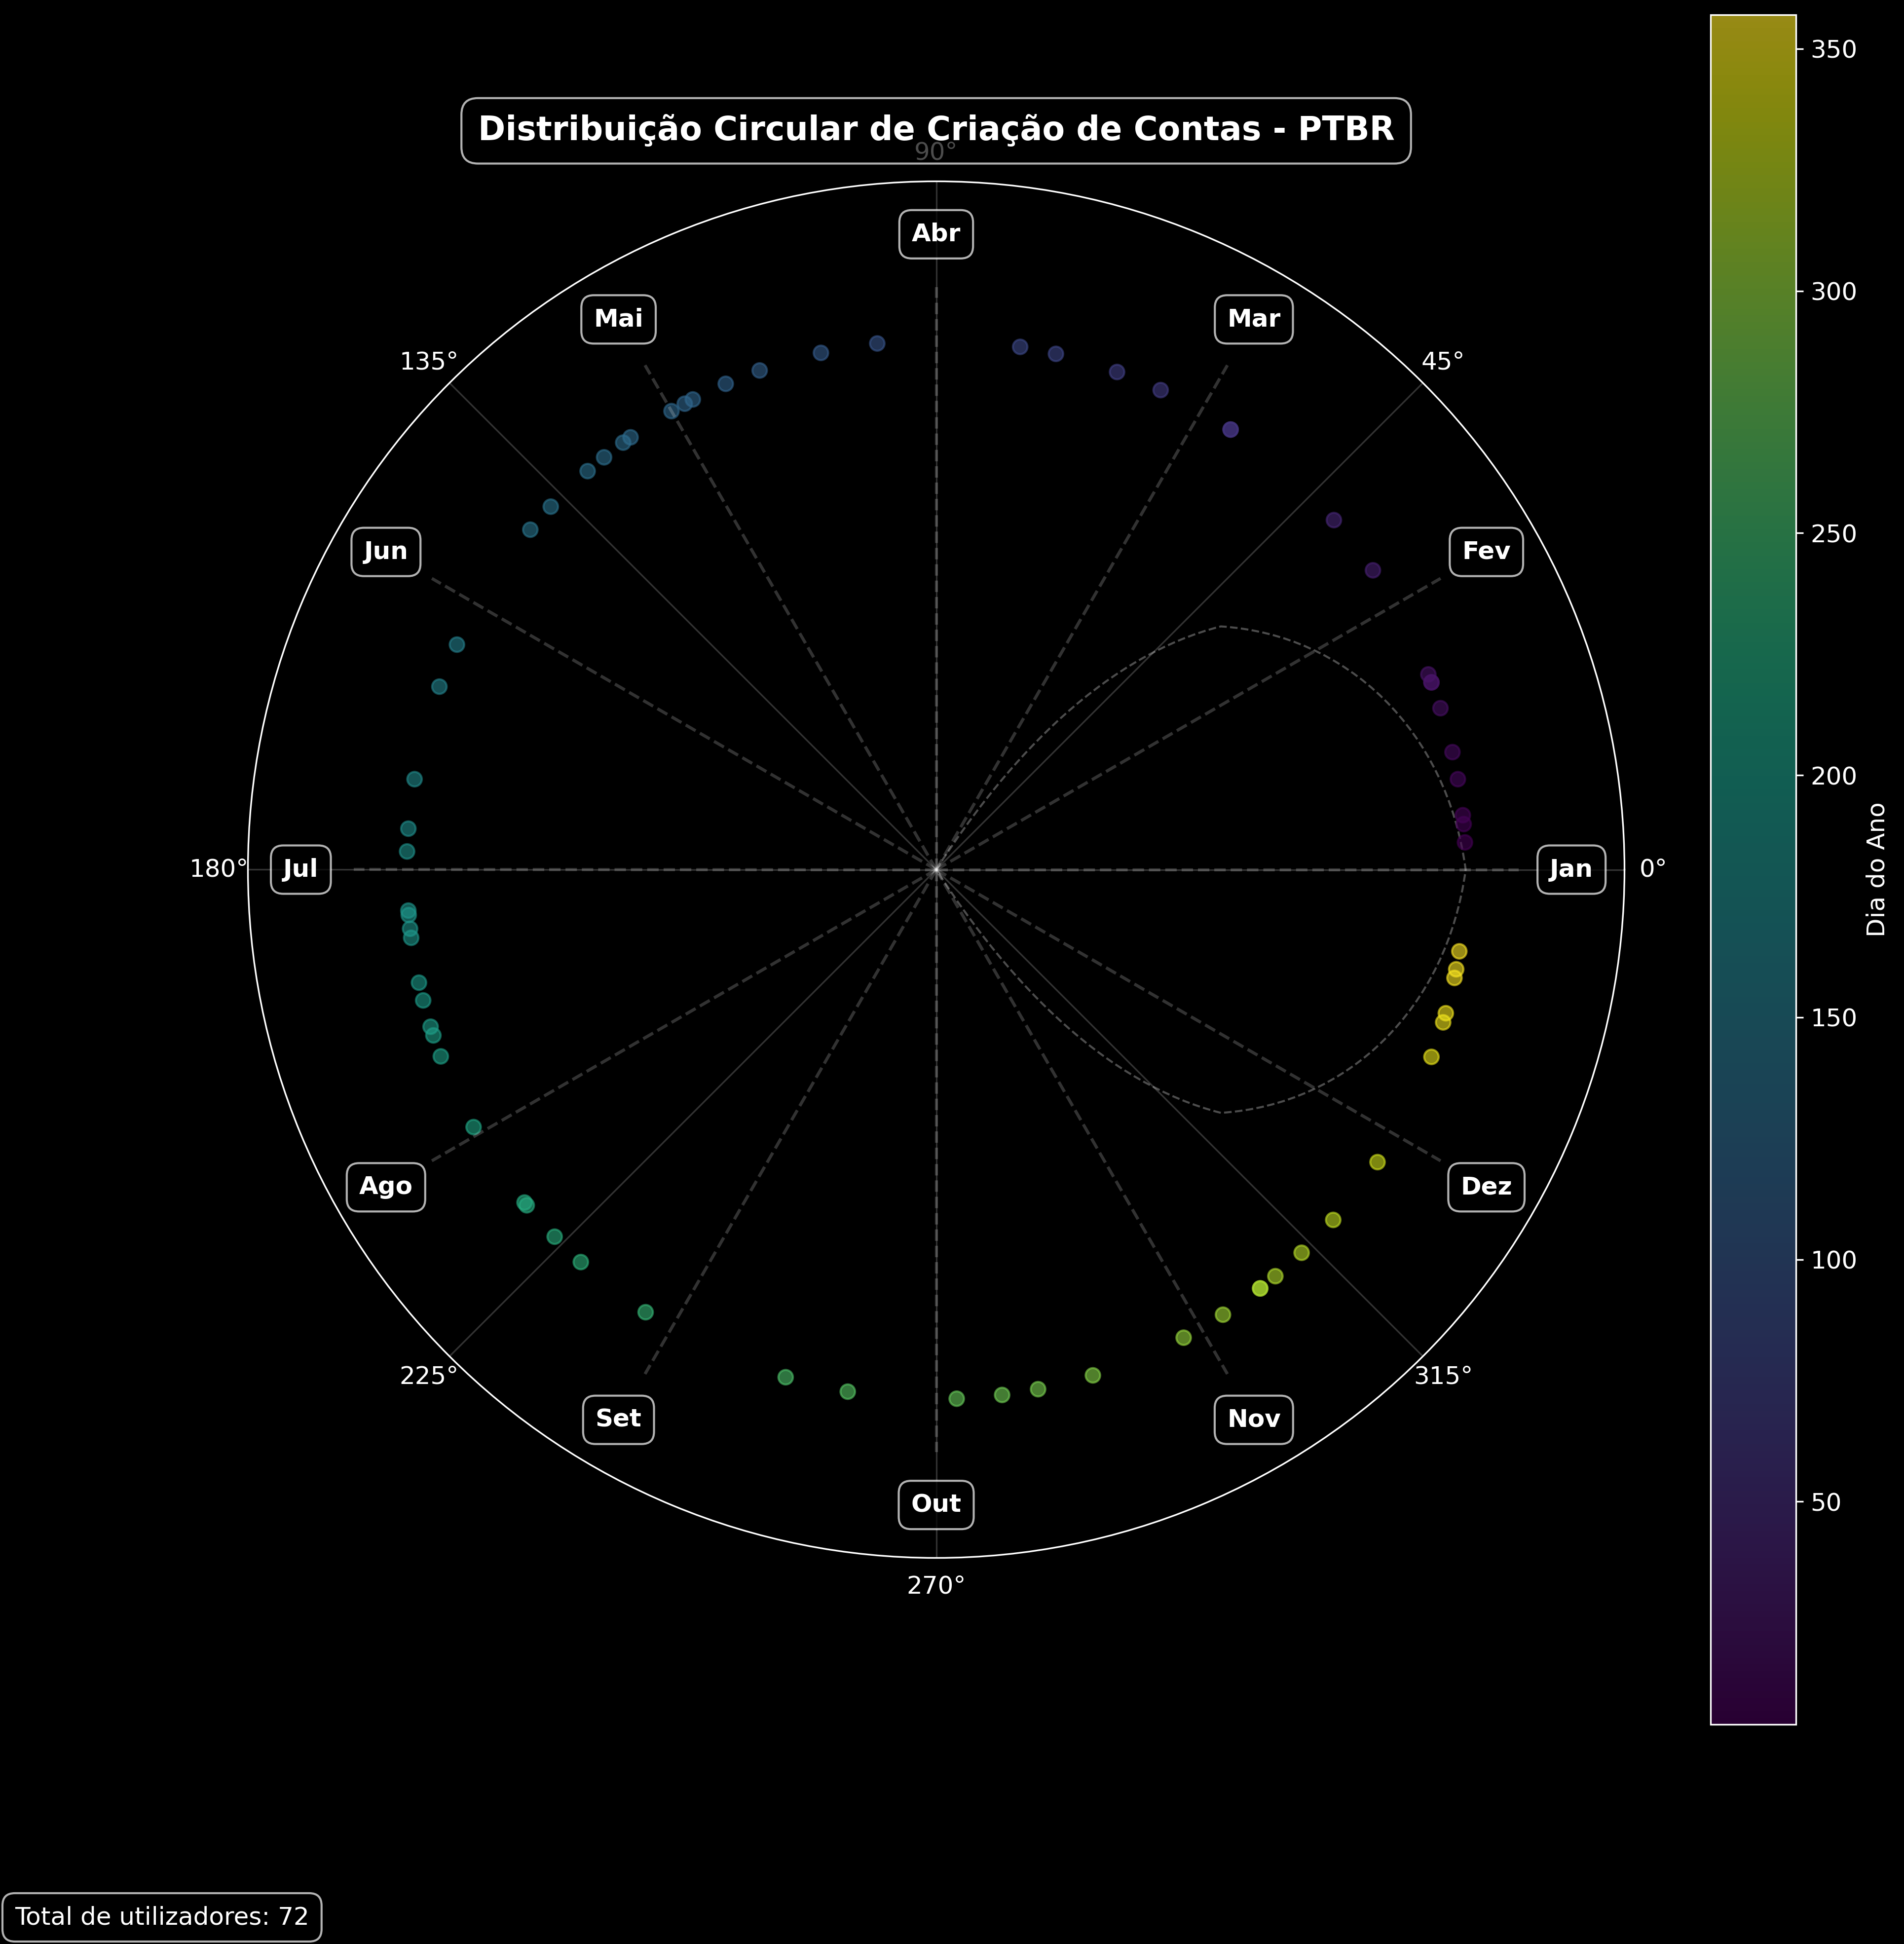 Distribuição Circular de Criação de Contas - PTBR
90°
Abr
Mai
Mar
135°
45°
Jun
Fev
180°
Jul
Jan
0°
Ago
Dez
225°
315°
Set
Nov
Out
270°
350
300
250
200
150
100
50
Dia do Ano
Total de utilizadores: 72